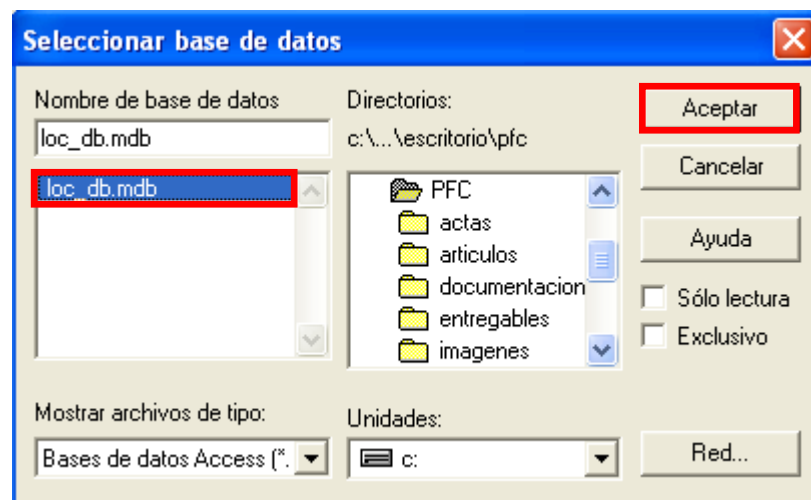 Seleccionar base de datos
Nombre de base de datos
loc_db.mdb
loc_db.mdb
Directorios:
c:\...\escritorio\pfc
PFC
actas
articulos
documentacion
entregables
imagenes
Aceptar
Cancelar
Ayuda
Sólo lectura
Exclusivo
Mostrar archivos de tipo:
Bases de datos Access (*.
Unidades:
c:
Red...